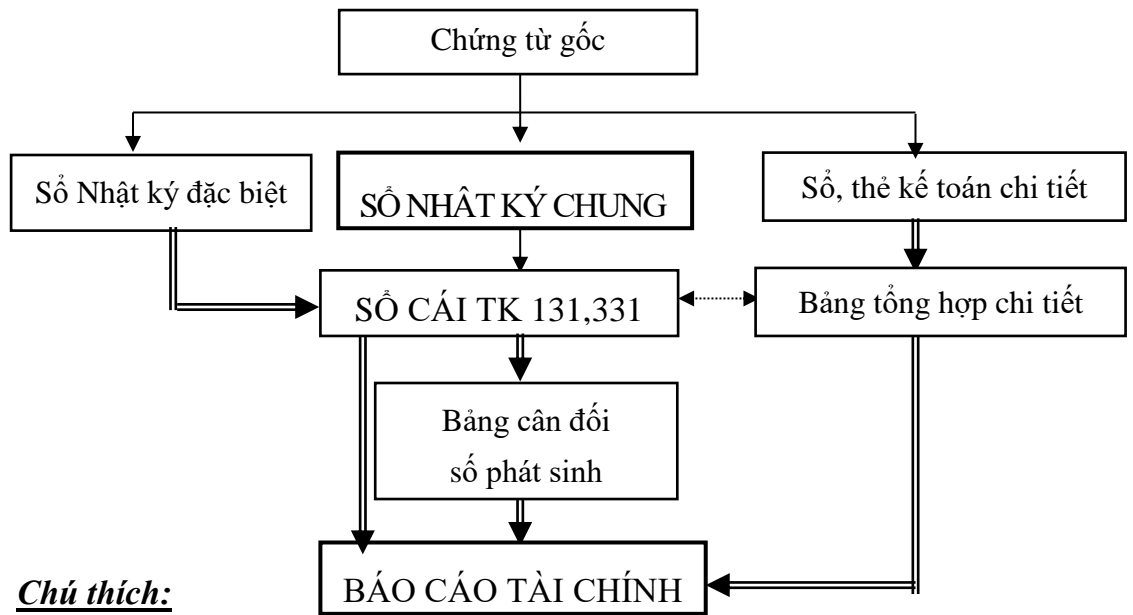 Chứng từ gốc
Sổ Nhật ký đặc biệt
SỔ NHÂT KÝ CHUNG
Sổ, thẻ kế toán chi tiết
SỔ CÁI TK 131,331
Bảng tổng hợp chi tiết
Bảng cân đối
số phát sinh
BÁO CÁO TÀI CHÍNH
Chú thích: